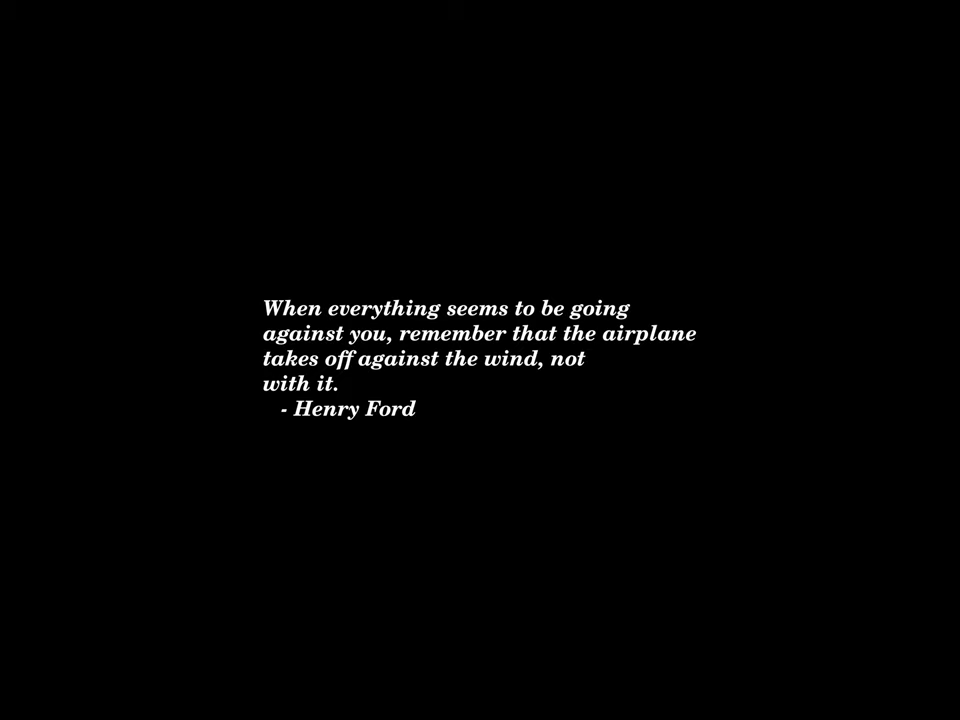 When everything seems to be going
against you, remember that the airplane
takes off against the wind, not
with it.
- Henry Ford